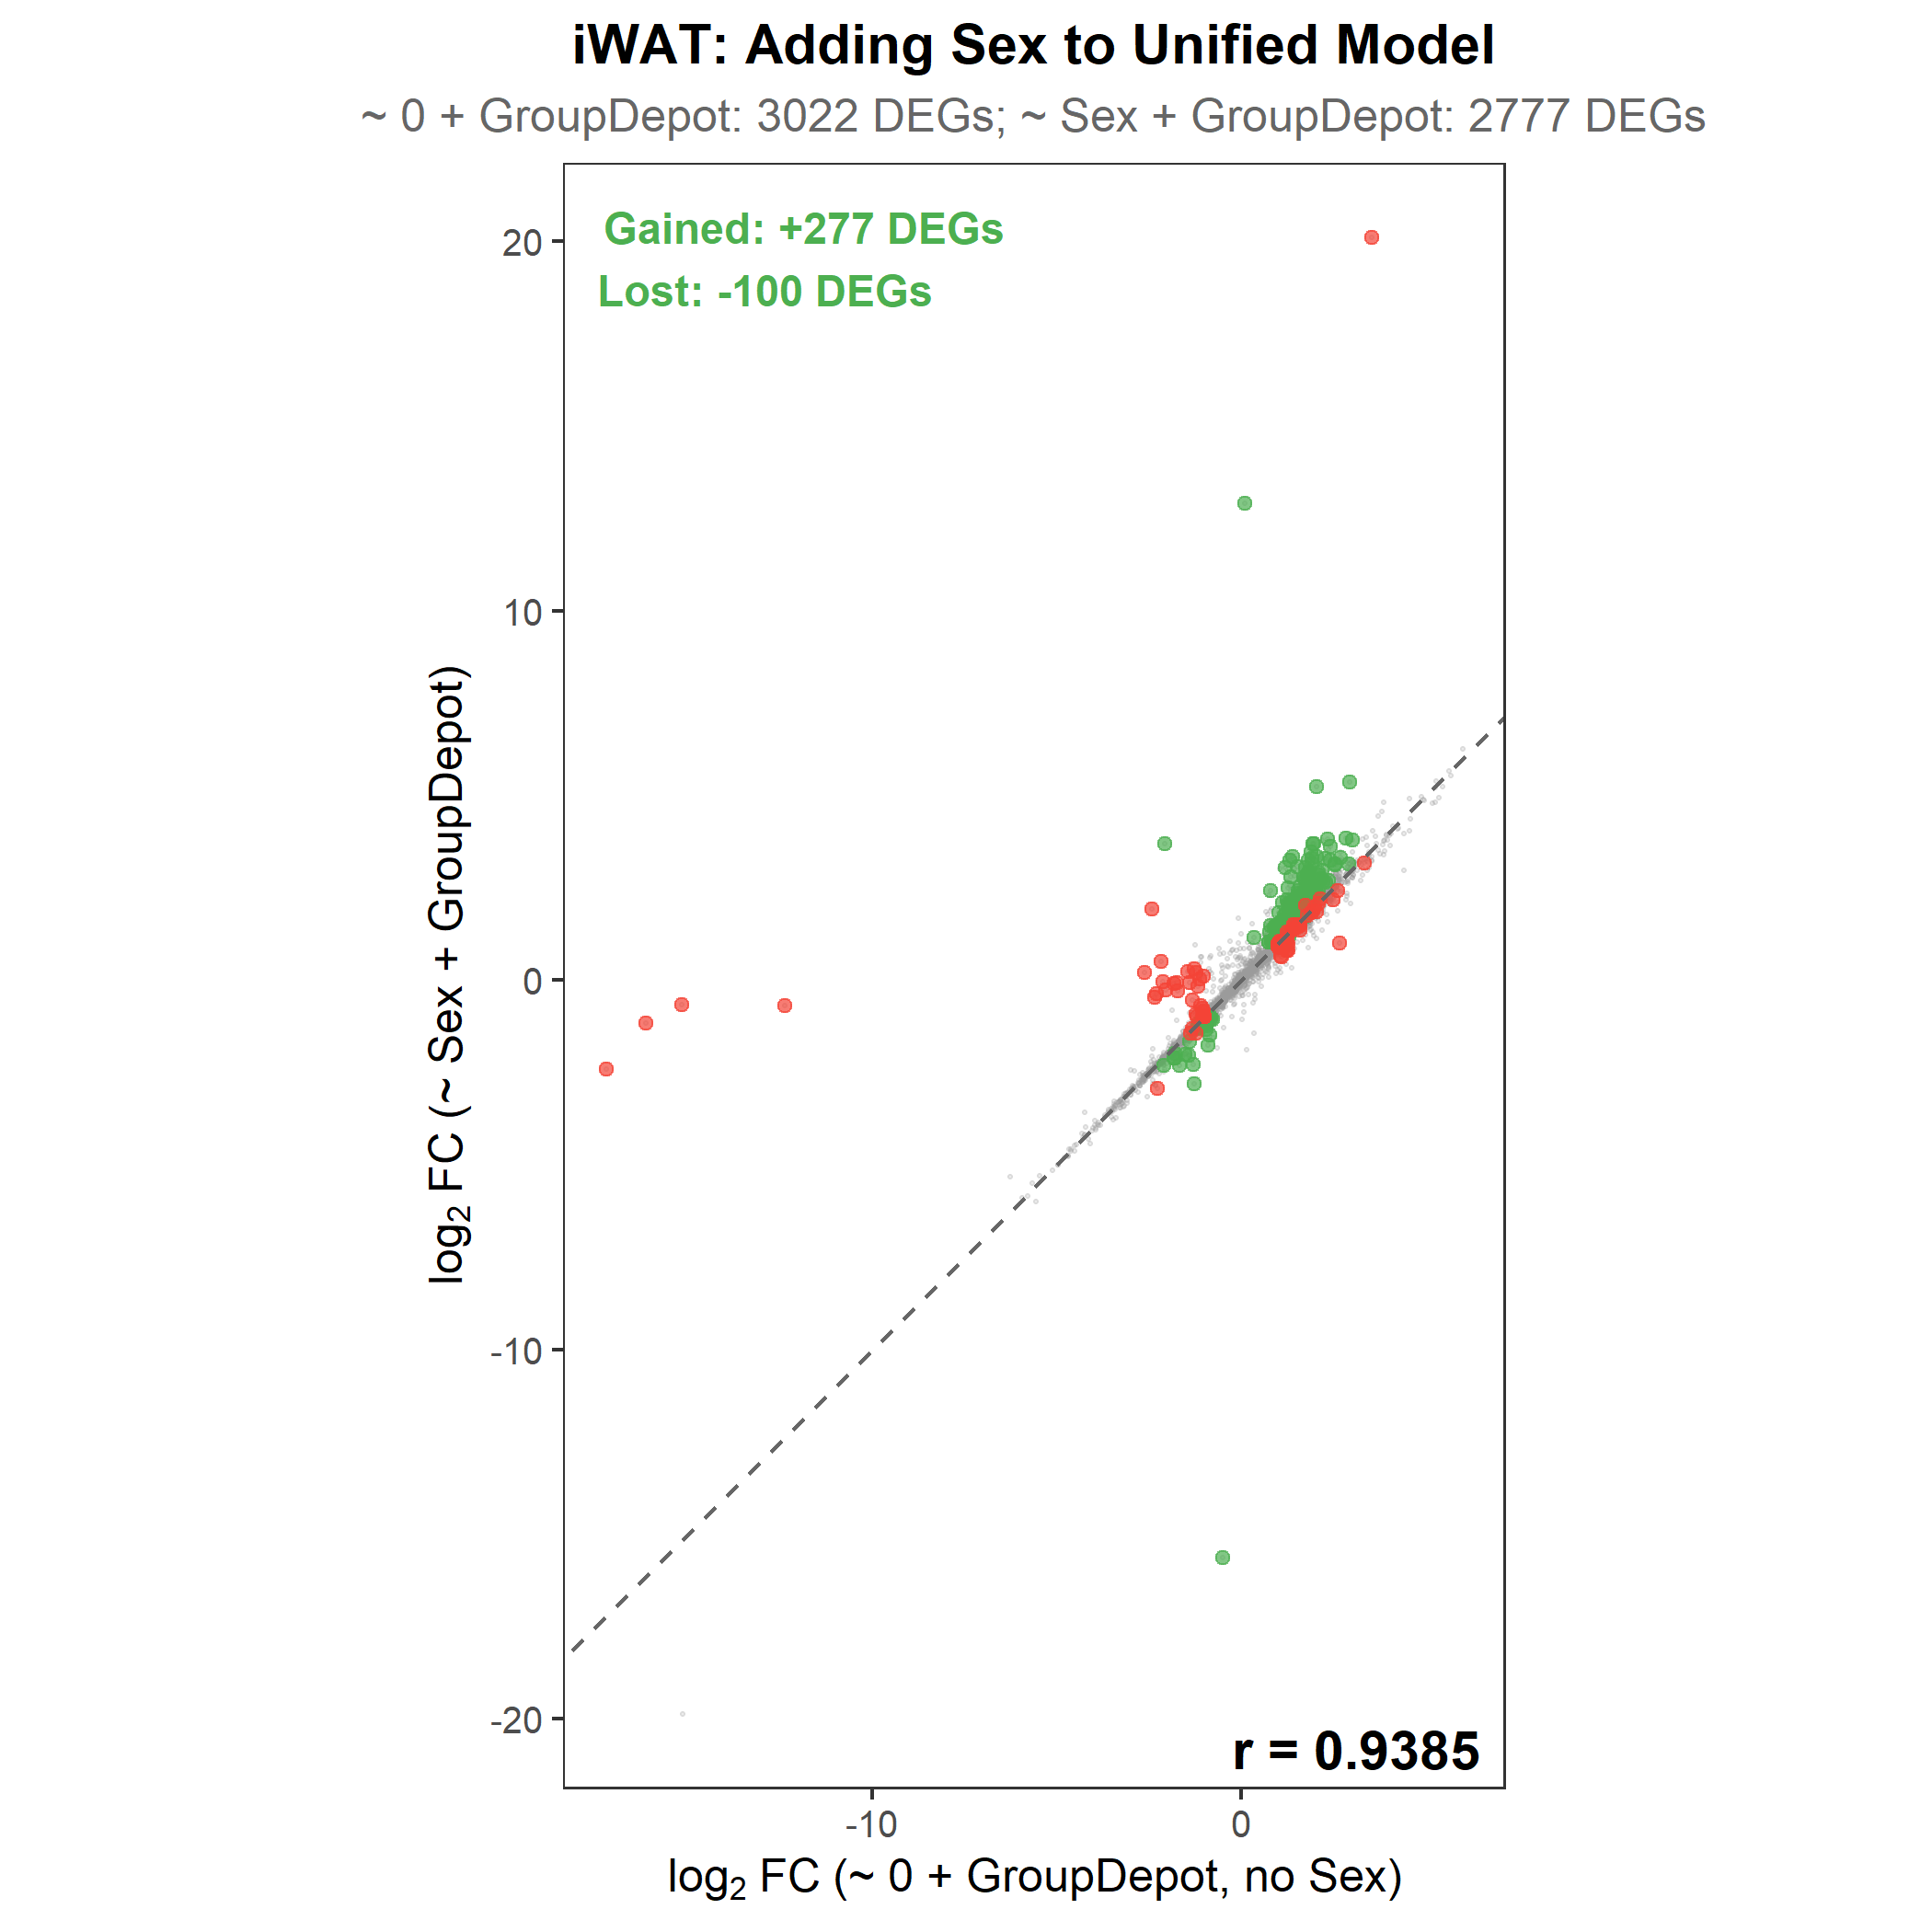 iWAT: Adding Sex to Unified Model
~ 0 + GroupDepot: 3022 DEGs; ~ Sex + GroupDepot: 2777 DEGs
Gained: +277 DEGs
Lost: -100 DEGs
20
10
0
-10
-20
log₂ FC (~ Sex + GroupDepot)
r = 0.9385
-10
0
log₂ FC (~ 0 + GroupDepot, no Sex)